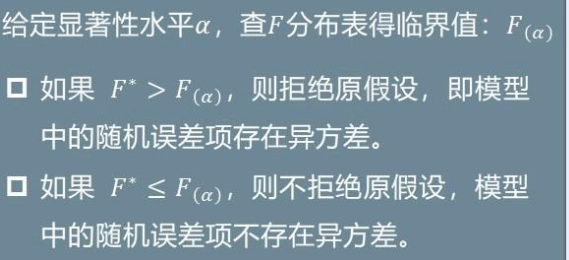 给定显著性水平α，查F分布表得临界值：F(α)
如果 F* > F(α)，则拒绝原假设，即模型
中的随机误差项存在异方差。
如果 F* ≤ F(α)，则不拒绝原假设，模型
中的随机误差项不存在异方差。